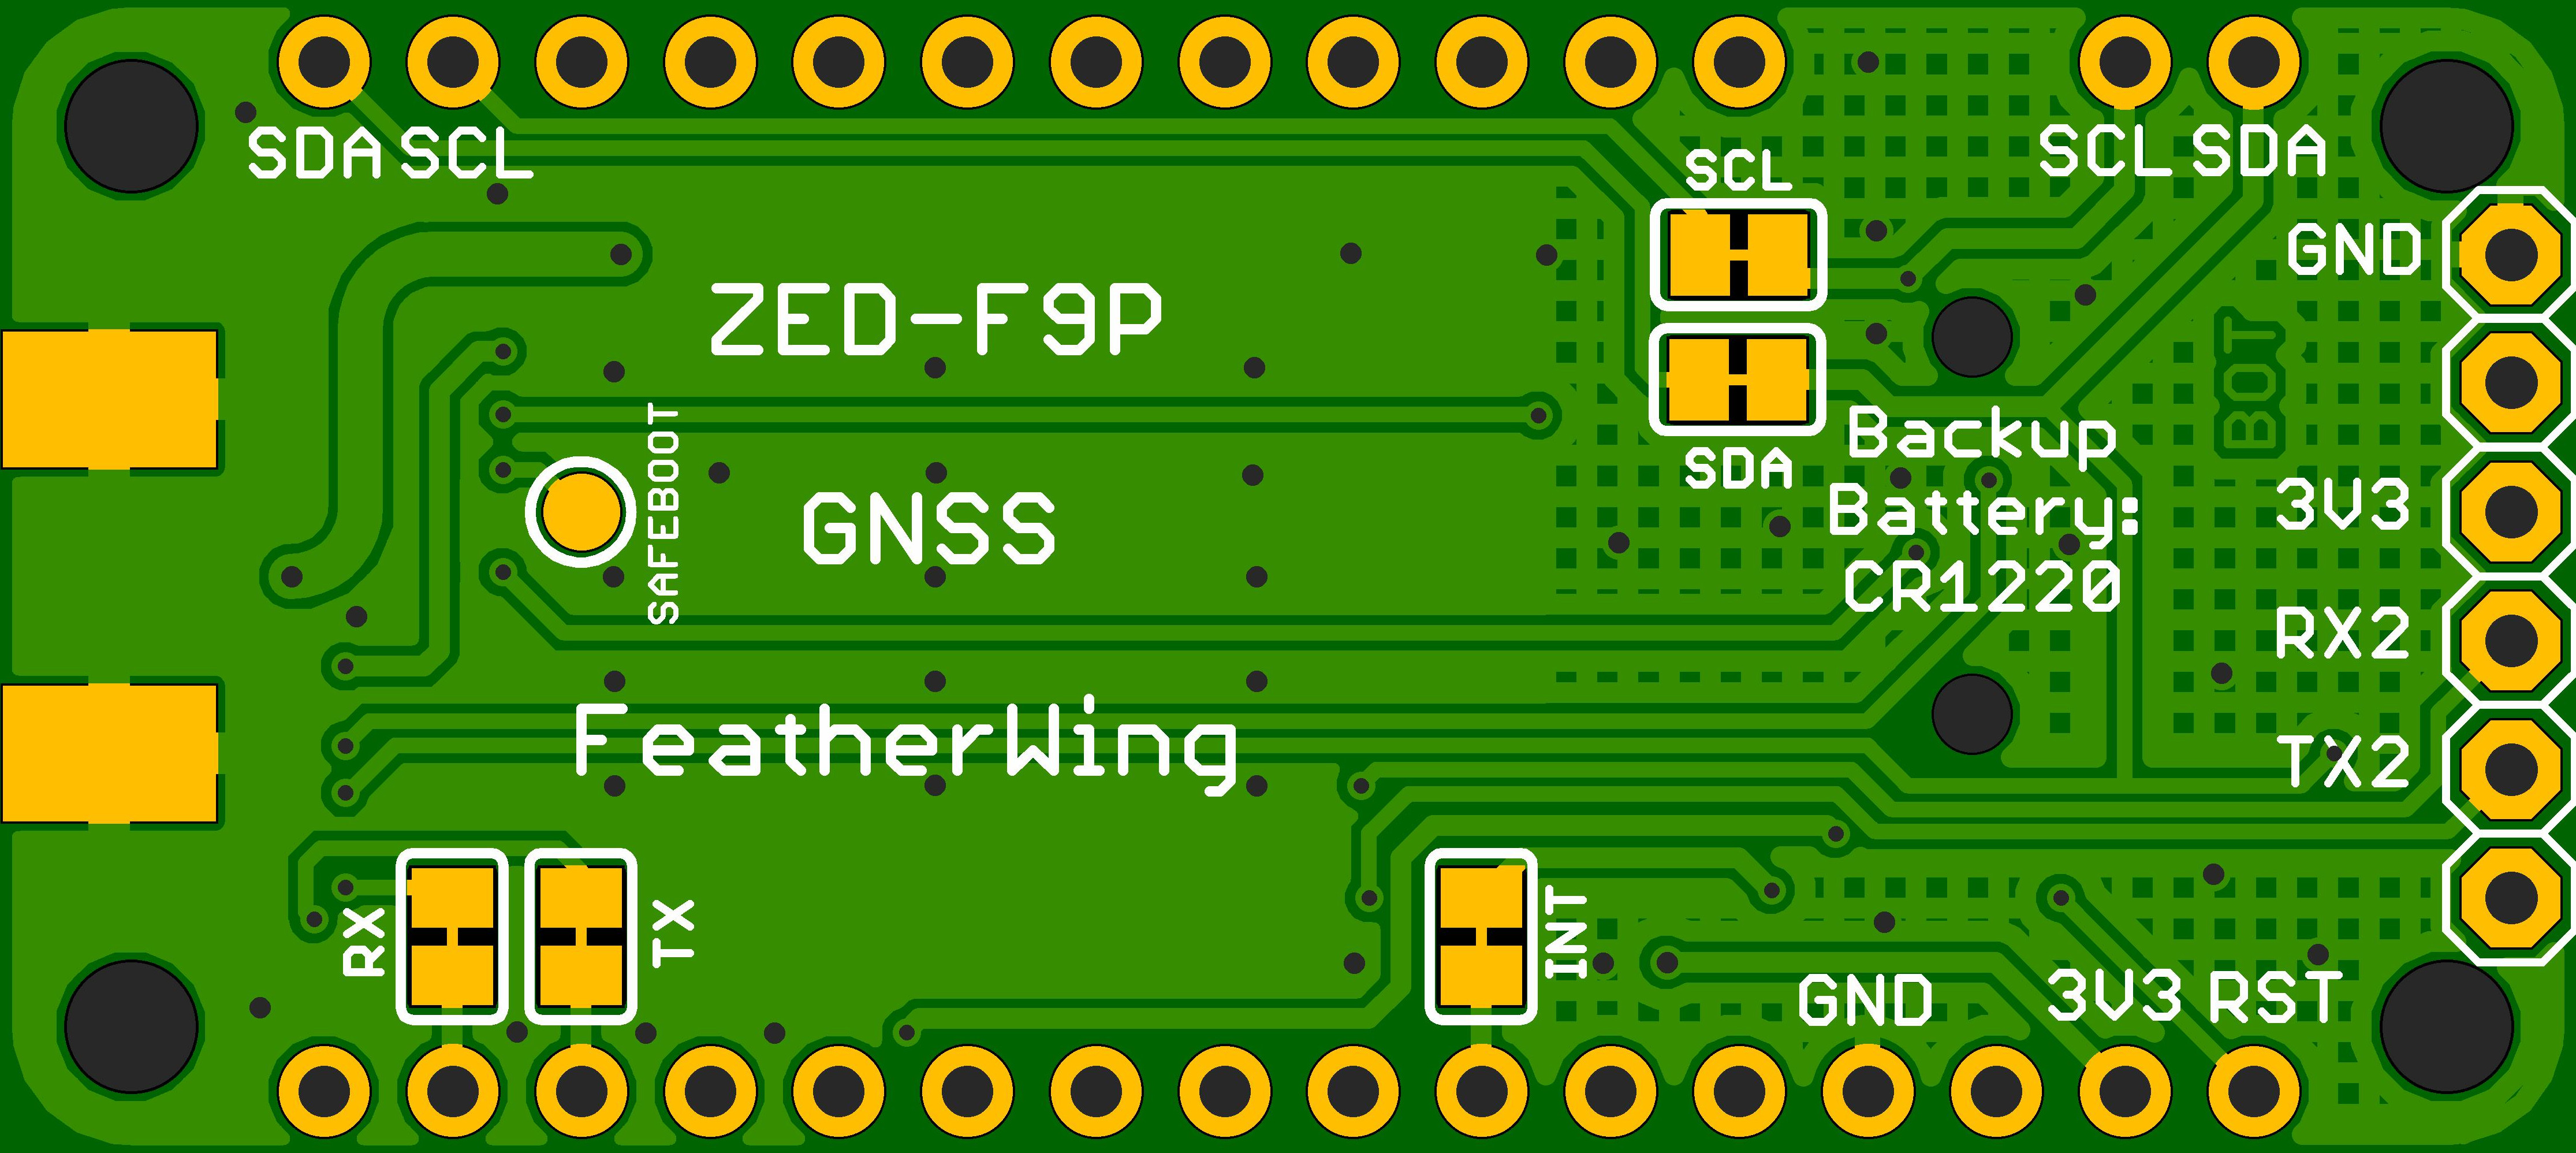 SDA SCL
SCL
SCL SDA
GND
ZED-F9P
SAFEBOOT
BOT
SDA
Backup
Battery:
CR1220
3V3
GNSS
RX2
FeatherWing
TX2
RX
TX
INT
GND
3V3 RST